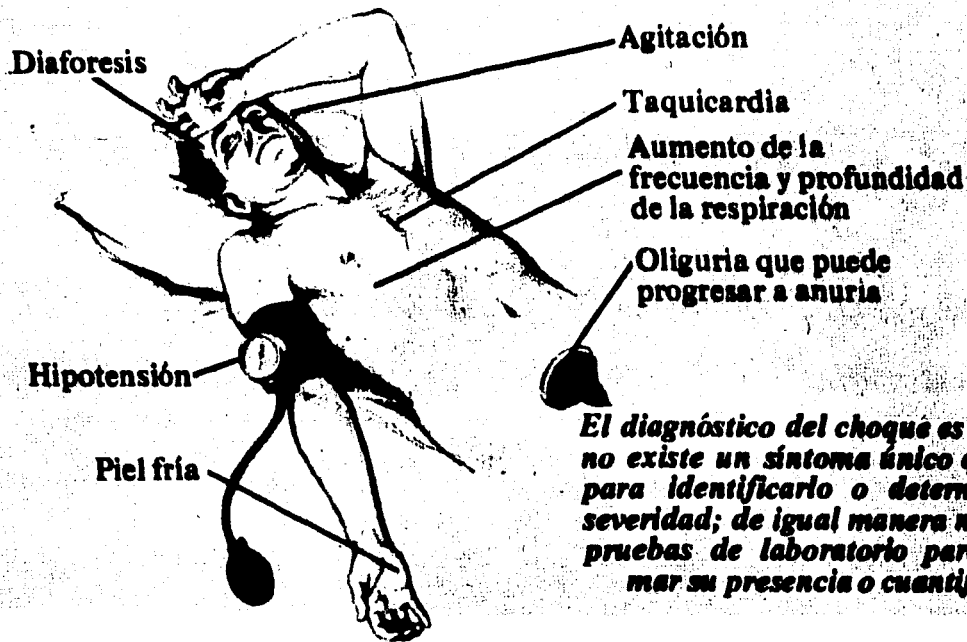 Diaforesis
Agitación
Taquicardia
Aumento de la
frecuencia y profundidad
de la respiración
Oliguria que puede
progresar a anuria
Hipotensión
Piel fría
El diagnóstico del choqué es
no existe un síntoma único
para identificarlo o
severidad; de igual manera
pruebas de laboratorio
mar su presencia o